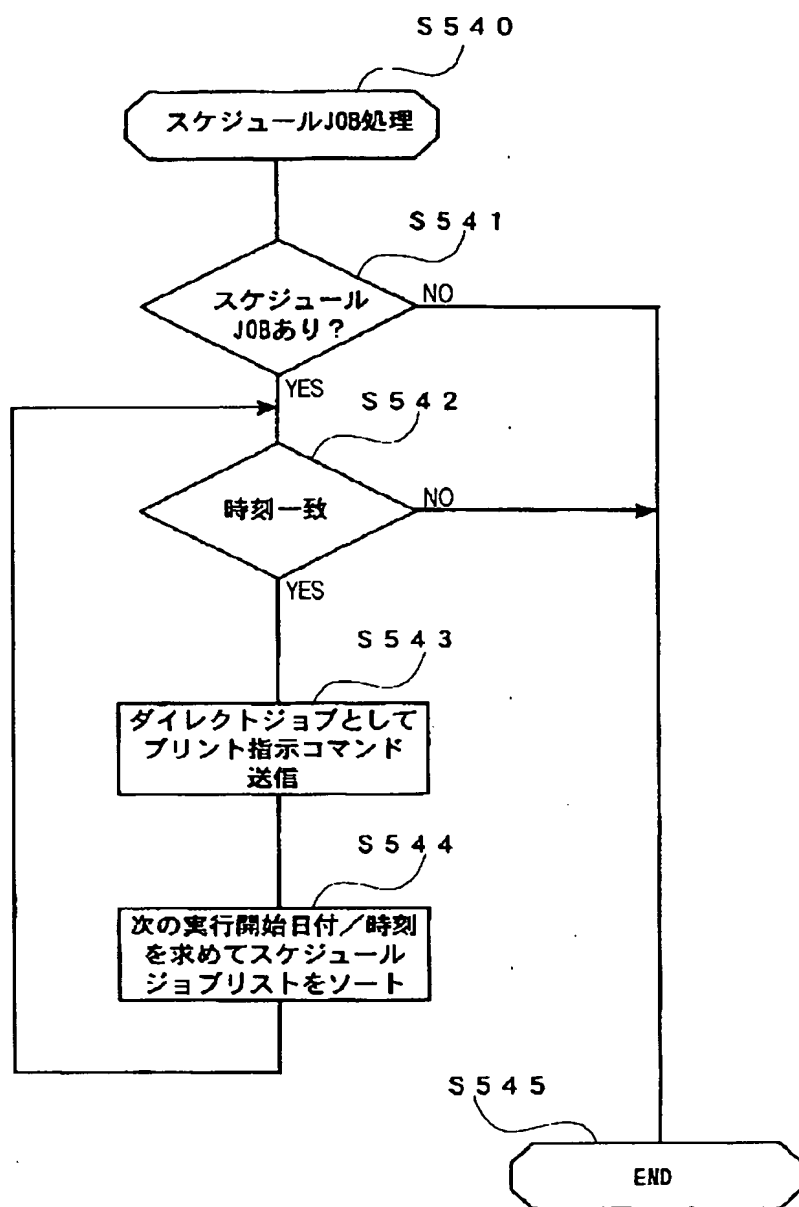 S540
スケジュールJOB処理
S541
スケジュール
JOBあり？
NO
YES
S542
時刻一致
NO
YES
S543
ダイレクトジョブとして
プリント指示コマンド
送信
S544
次の実行開始日付／時刻
を求めてスケジュール
ジョブリストをソート
S545
END